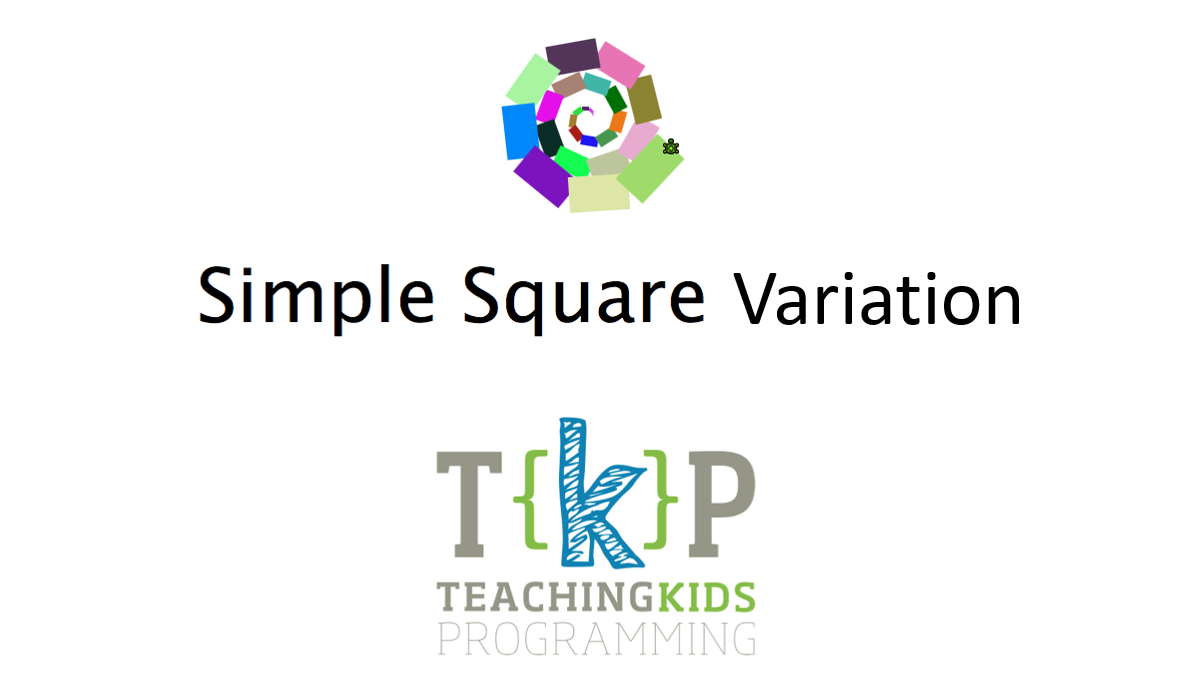 Simple Square Variation
T{k}P
TEACHINGKIDS
PROGRAMMING